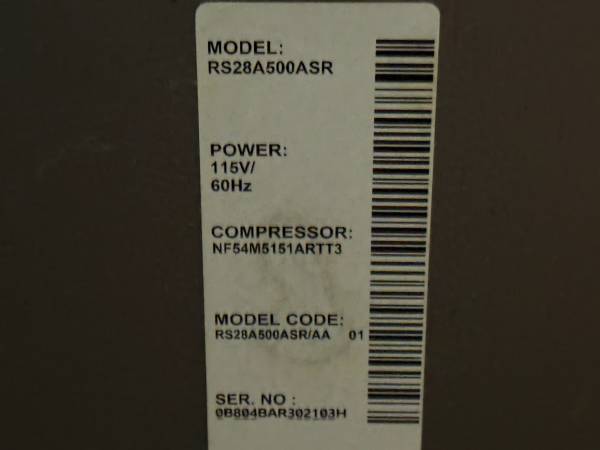 MODEL:
RS28A500ASR
POWER:
115V/
60Hz
COMPRESSOR:
NF54M5151ARTT3
MODEL CODE:
RS28A500ASR/AA 01
SER. NO :
0B804BAR302103H